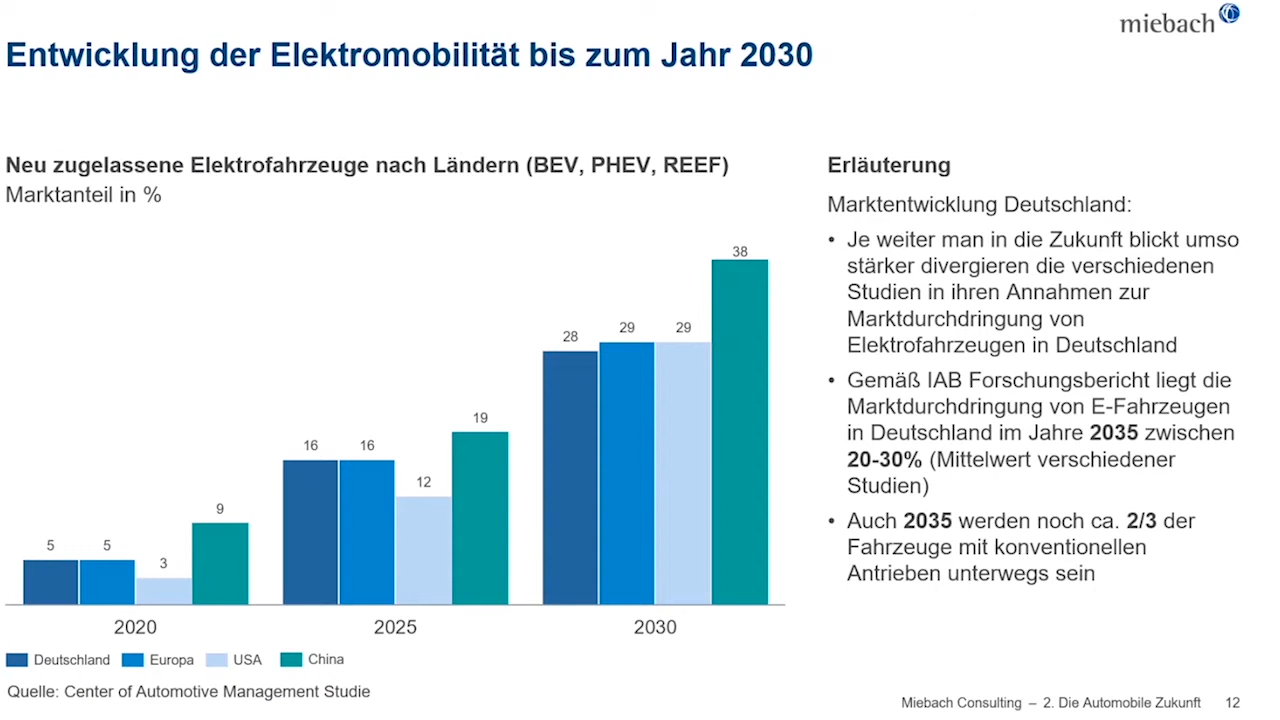 miebach
Entwicklung der Elektromobilität bis zum Jahr 2030
Neu zugelassene Elektrofahrzeuge nach Ländern (BEV, PHEV, REEF)
Marktanteil in %
38
28 29 29
19
16 16
12
9
5 5
3
2020 2025 2030
Deutschland Europa USA China
Quelle: Center of Automotive Management Studie
Erläuterung
Marktentwicklung Deutschland:
• Je weiter man in die Zukunft blickt umso
stärker divergieren die verschiedenen
Studien in ihren Annahmen zur
Marktdurchdringung von
Elektrofahrzeugen in Deutschland
• Gemäß IAB Forschungsbericht liegt die
Marktdurchdringung von E-Fahrzeugen
in Deutschland im Jahre 2035 zwischen
20-30% (Mittelwert verschiedener
Studien)
• Auch 2035 werden noch ca. 2/3 der
Fahrzeuge mit konventionellen
Antrieben unterwegs sein
Miebach Consulting – 2. Die Automobile Zukunft 12